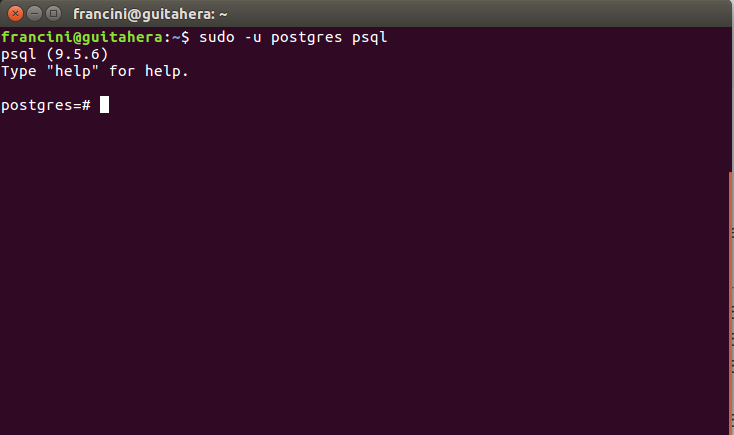 francini@guitahera: ~
francini@guitahera:~$ sudo -u postgres psql
psql (9.5.6)
Type "help" for help.
postgres=#